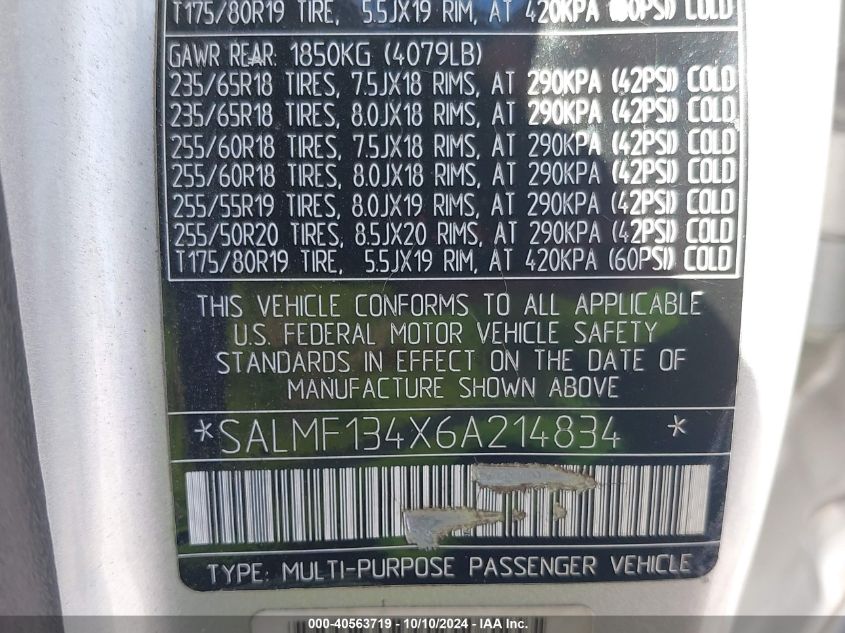 T175/80R19 TIRE, 5.5JX19 RIM, AT 420KPA (60PSI) COLD
GAWR REAR: 1850KG (4079LB)
235/65R18 TIRES, 7.5JX18 RIMS, AT 290KPA (42PSI) COLD
235/65R18 TIRES, 8.0JX18 RIMS, AT 290KPA (42PSI) COLD
255/60R18 TIRES, 7.5JX18 RIMS, AT 290KPA (42PSI) COLD
255/60R18 TIRES, 8.0JX18 RIMS, AT 290KPA (42PSI) COLD
255/55R19 TIRES, 8.0JX19 RIMS, AT 290KPA (42PSI) COLD
255/50R20 TIRES, 8.5JX20 RIMS, AT 290KPA (42PSI) COLD
T175/80R19 TIRE, 5.5JX19 RIM, AT 420KPA (60PSI) COLD
THIS VEHICLE CONFORMS TO ALL APPLICABLE
U.S. FEDERAL MOTOR VEHICLE SAFETY
STANDARDS IN EFFECT ON THE DATE OF
MANUFACTURE SHOWN ABOVE
*SALMF134X6A214834 *
TYPE: MULTI-PURPOSE PASSENGER VEHICLE
000-40563719 - 10/10/2024 - IAAI.com